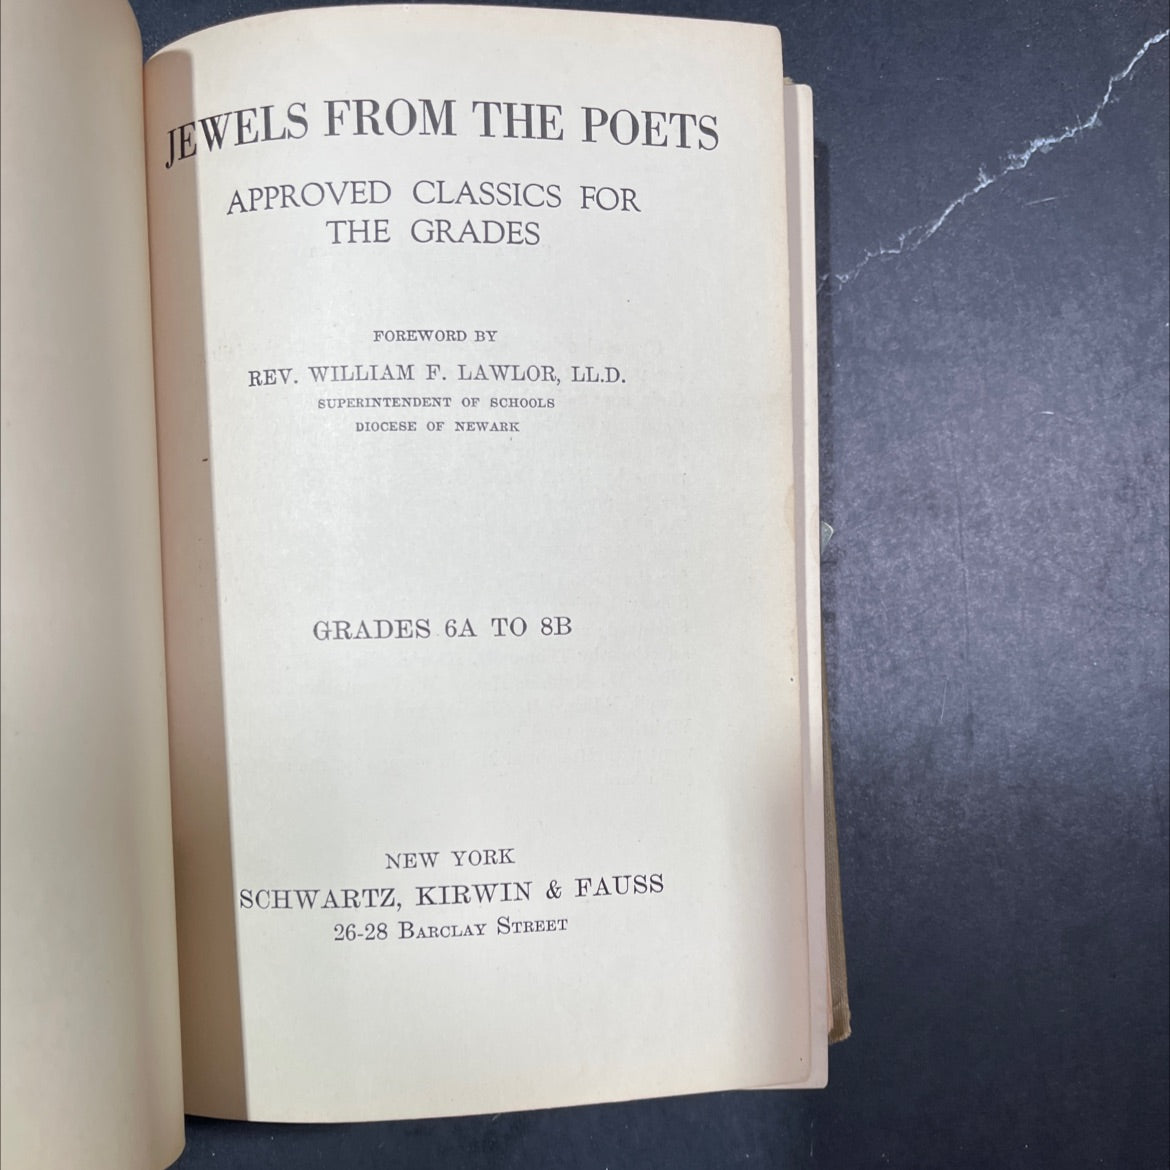 JEWELS FROM THE POETS
APPROVED CLASSICS FOR
THE GRADES
FOREWORD BY
REV. WILLIAM F. LAWLOR, LL.D.
SUPERINTENDENT OF SCHOOLS
DIOCESE OF NEWARK
GRADES 6A TO 8B
NEW YORK
SCHWARTZ, KIRWIN & FAUSS
26-28 BARCLAY STREET